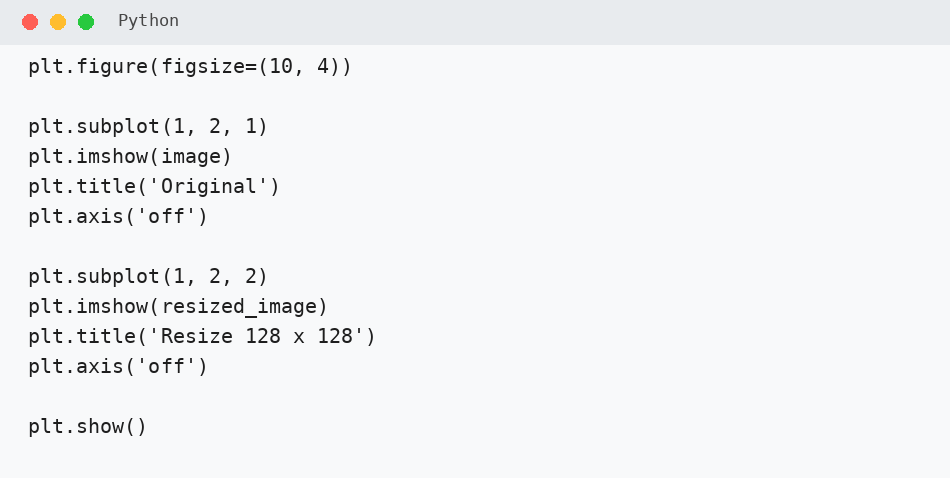 Python
plt.figure(figsize=(10, 4))
plt.subplot(1, 2, 1)
plt.imshow(image)
plt.title('Original')
plt.axis('off')
plt.subplot(1, 2, 2)
plt.imshow(resized_image)
plt.title('Resize 128 x 128')
plt.axis('off')
plt.show()